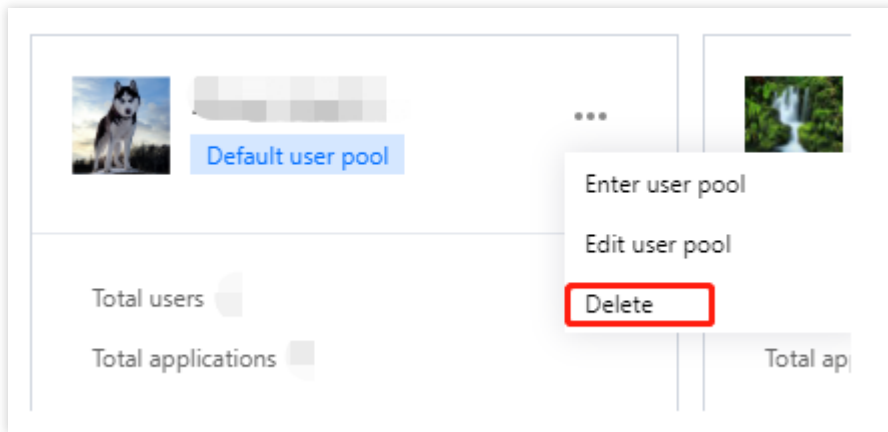 Default user pool
Enter user pool
Edit user pool
Delete
Total users
Total applications
Total ap